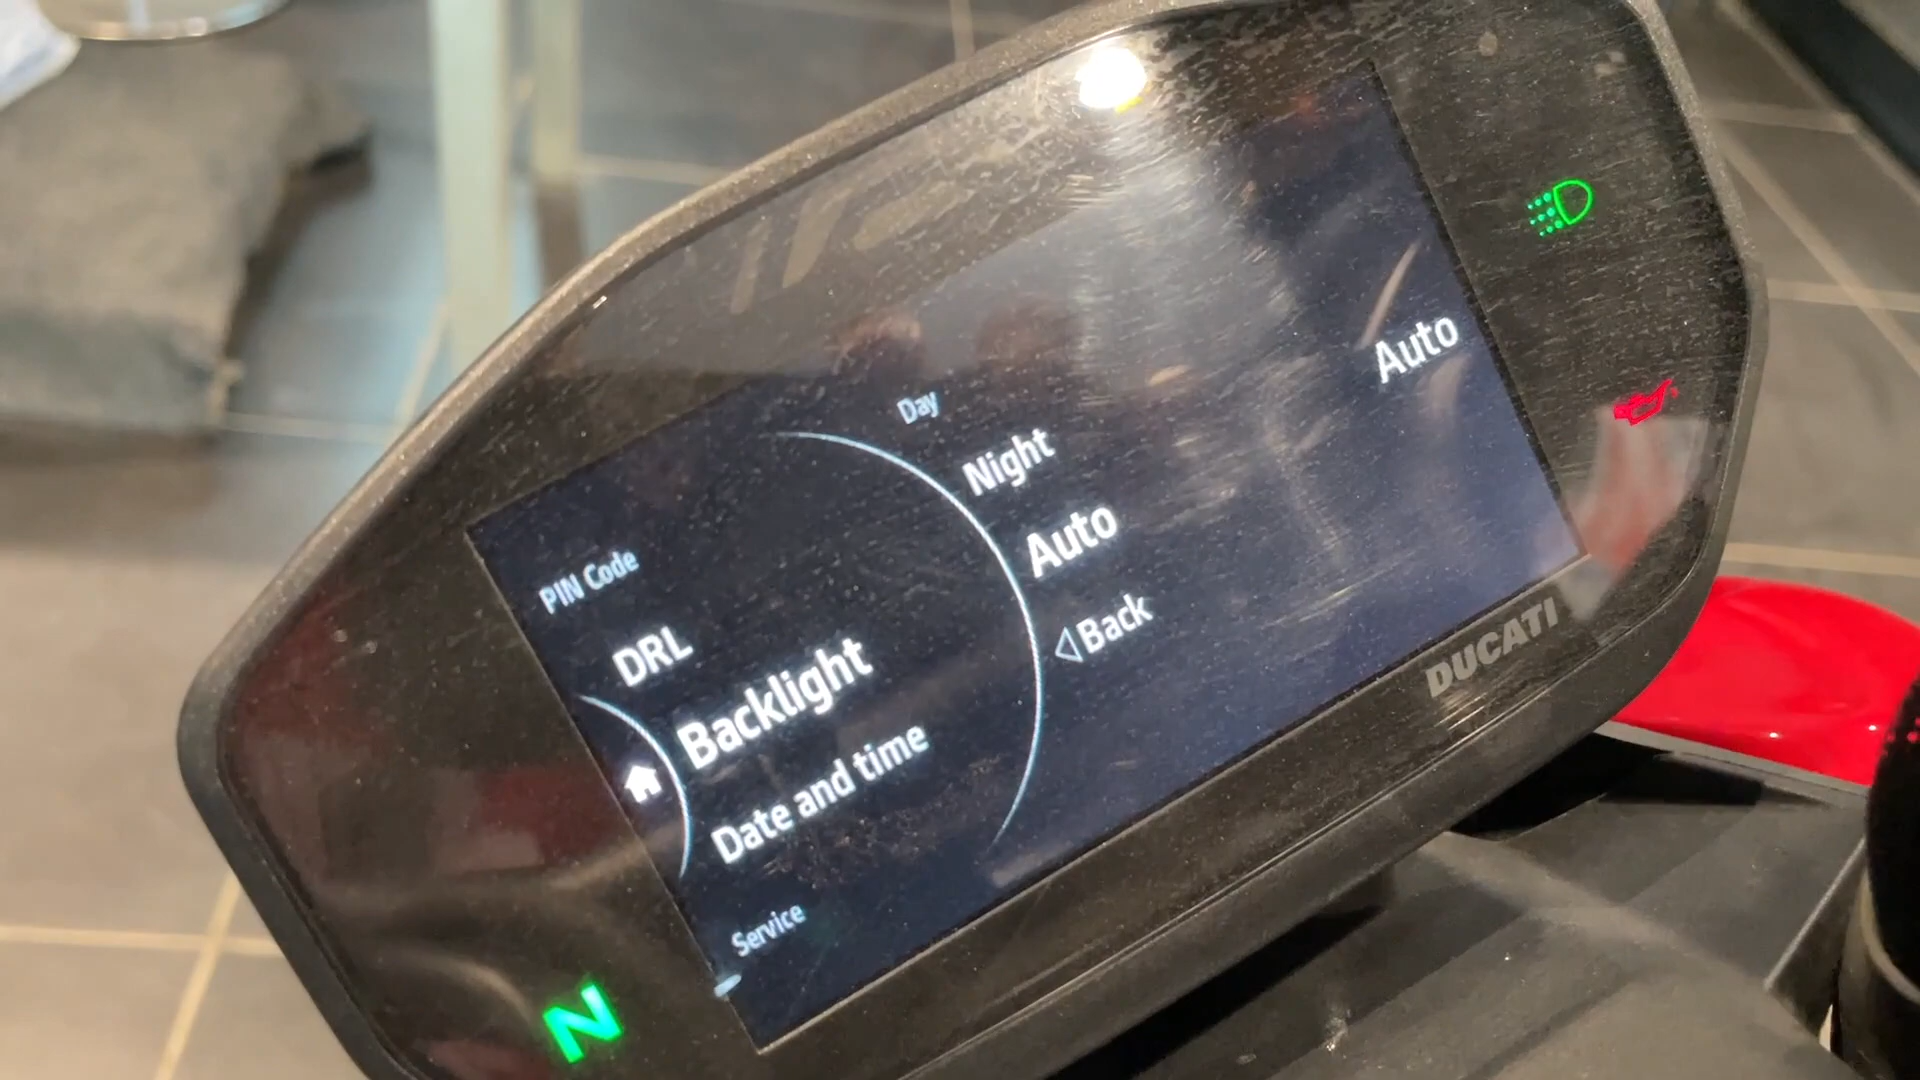 PIN Code
DRL
Backlight
Date and time
Service
Day
Night
Auto
Back
Auto
DUCATI
N